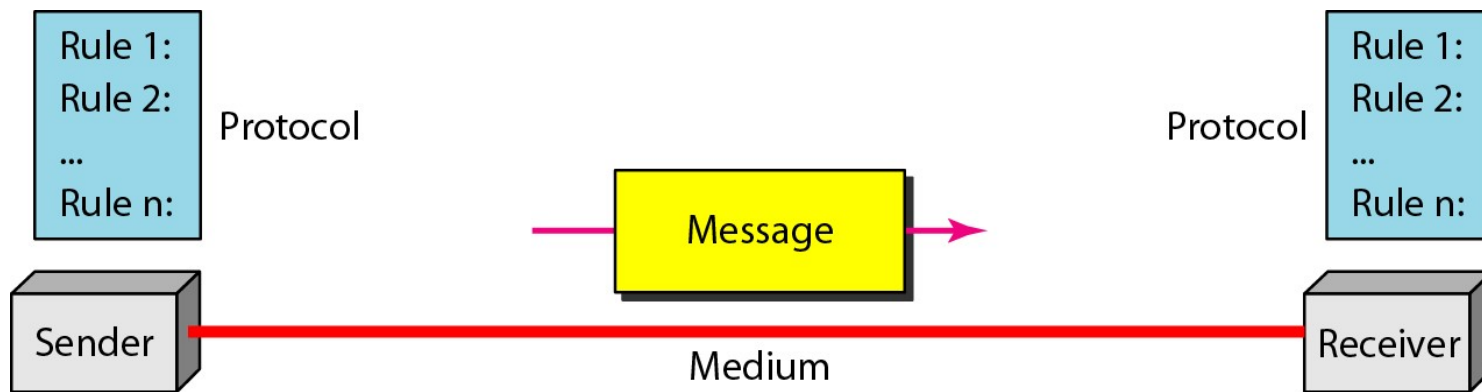 Rule 1:
Rule 2:
...
Rule n:
Protocol
Message
Protocol
Rule 1:
Rule 2:
...
Rule n:
Sender
Medium
Receiver